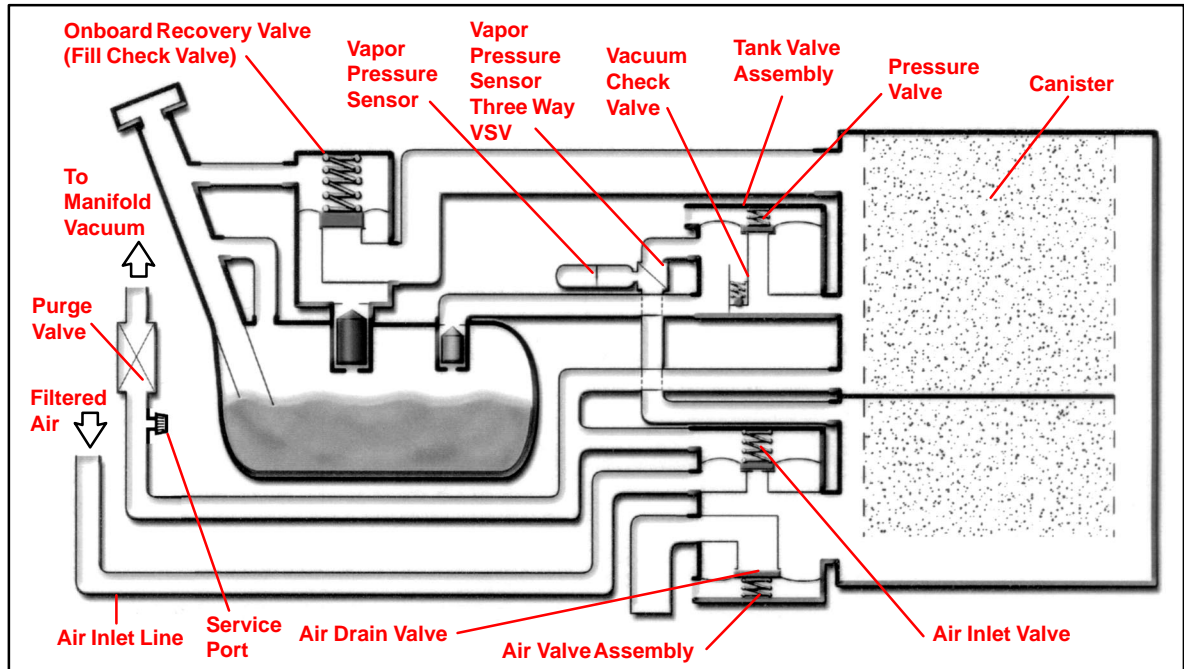 Onboard Recovery Valve
(Fill Check Valve)
Vapor
Pressure
Sensor
Vapor
Pressure
Sensor
Three Way
VSV
Vacuum
Check
Valve
Tank Valve
Assembly
Pressure
Valve
Canister
To
Manifold
Vacuum
Purge
Valve
Filtered
Air
Air Inlet Line
Service
Port
Air Drain Valve
Air Valve Assembly
Air Inlet Valve